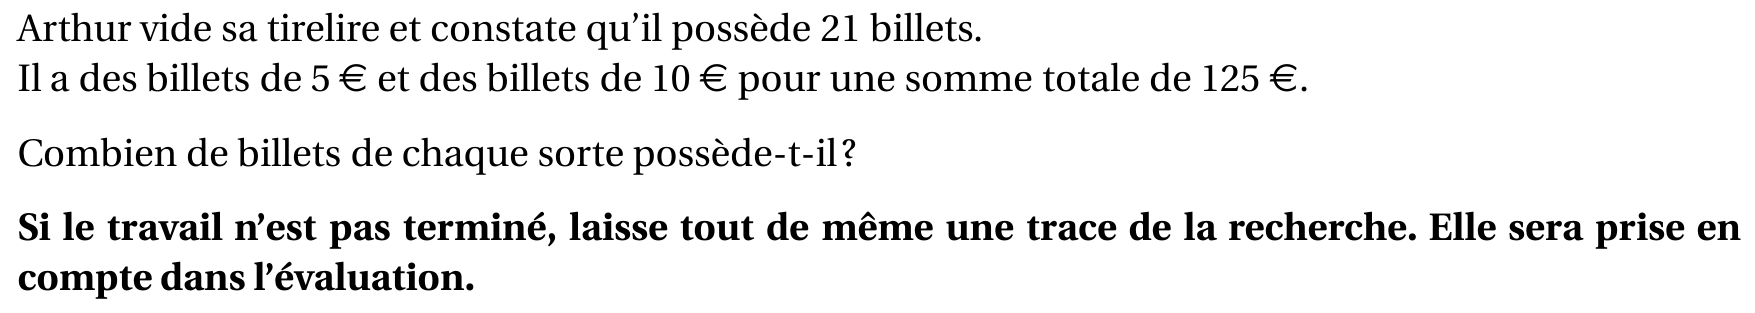 Arthur vide sa tirelire et constate qu’il possède 21 billets.
Il a des billets de 5 € et des billets de 10 € pour une somme totale de 125 €.
Combien de billets de chaque sorte possède-t-il?
Si le travail n’est pas terminé, laisse tout de même une trace de la recherche. Elle sera prise en
compte dans l’évaluation.